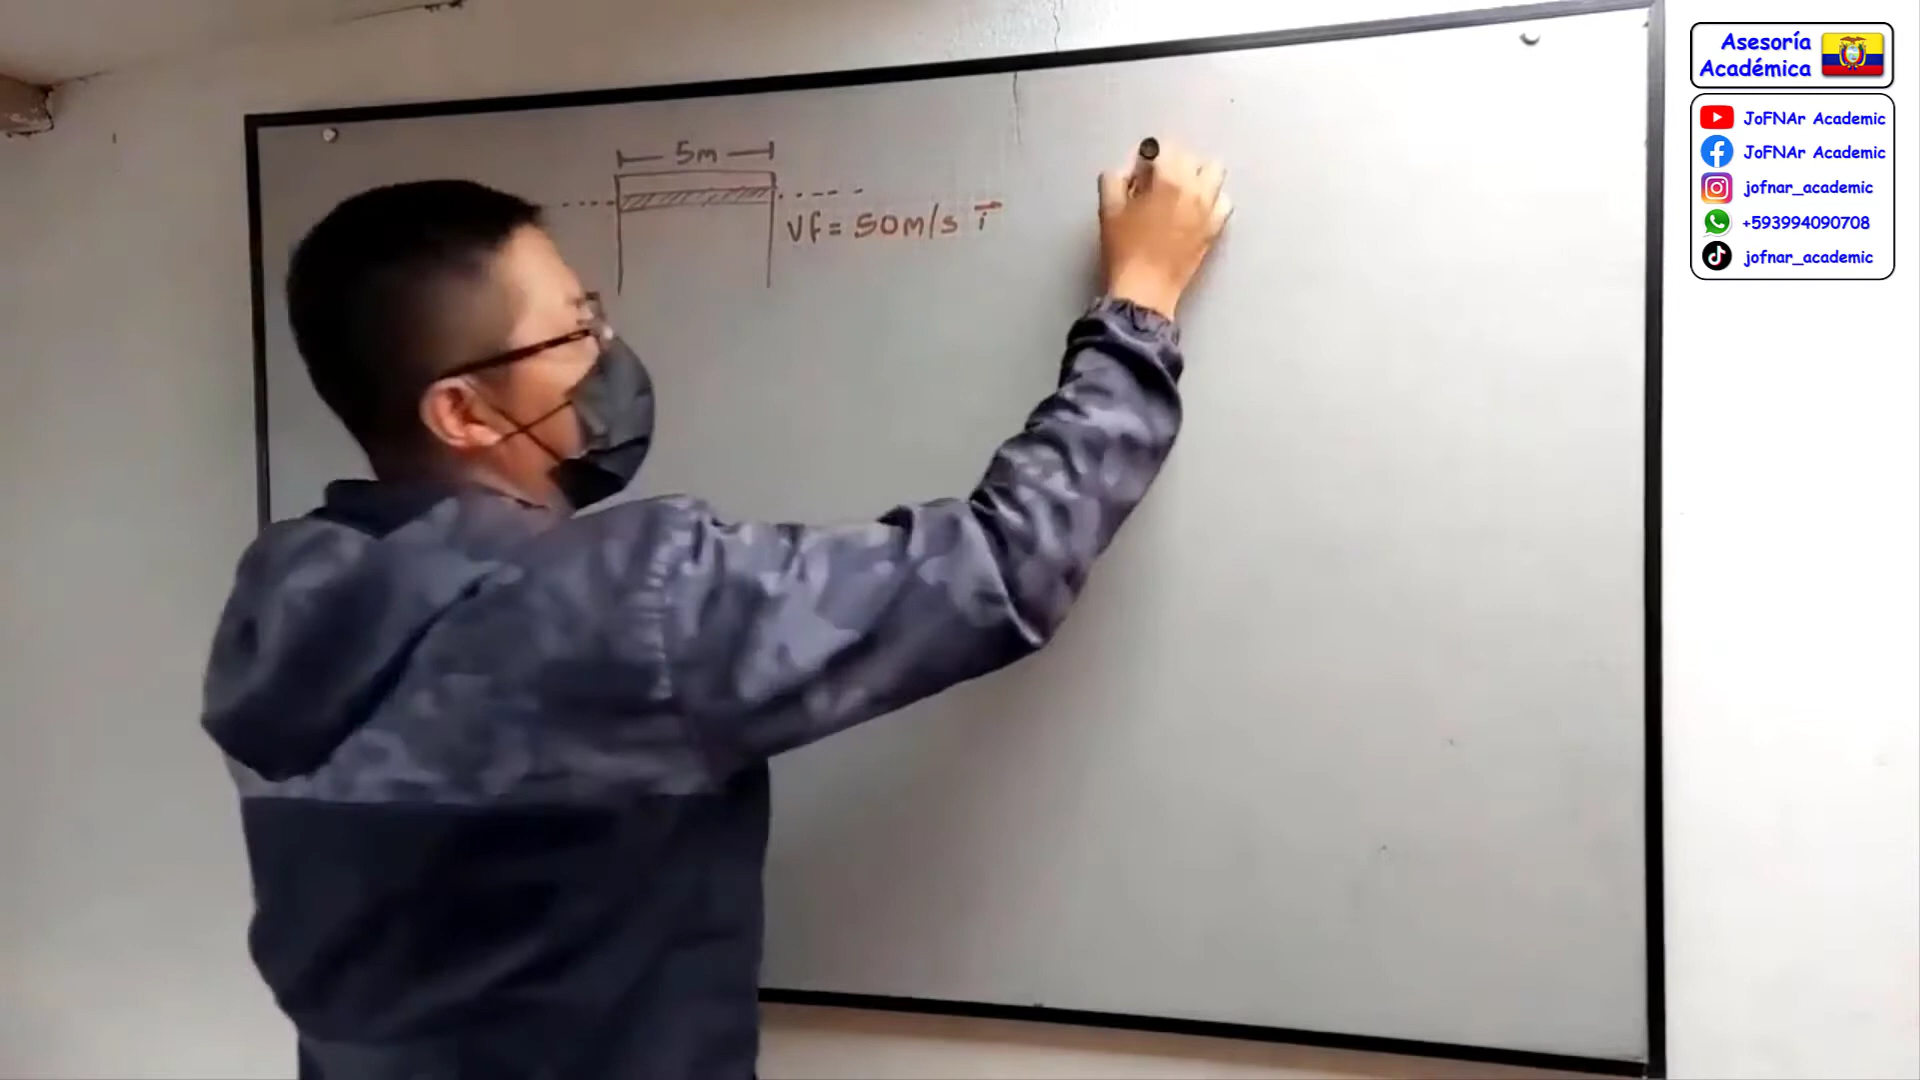 5m
Vf = 50m/s i
Asesoría
Académica
JoFNAr Academic
JoFNAr Academic
jofnar_academic
+593994090708
jofnar_academic